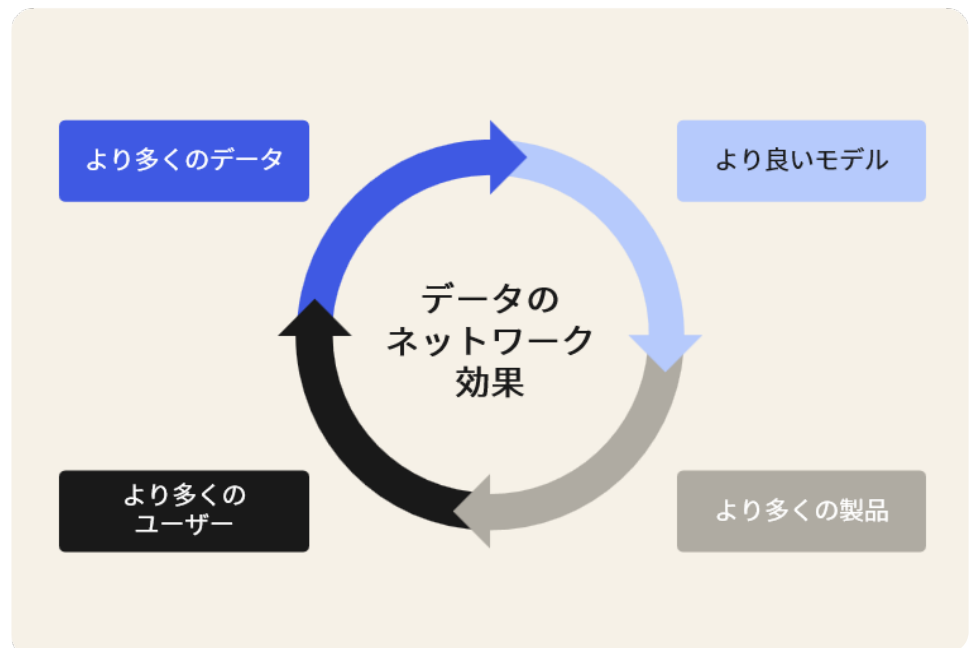 より多くのデータ
より良いモデル
データの
ネットワーク
効果
より多くの
ユーザー
より多くの製品